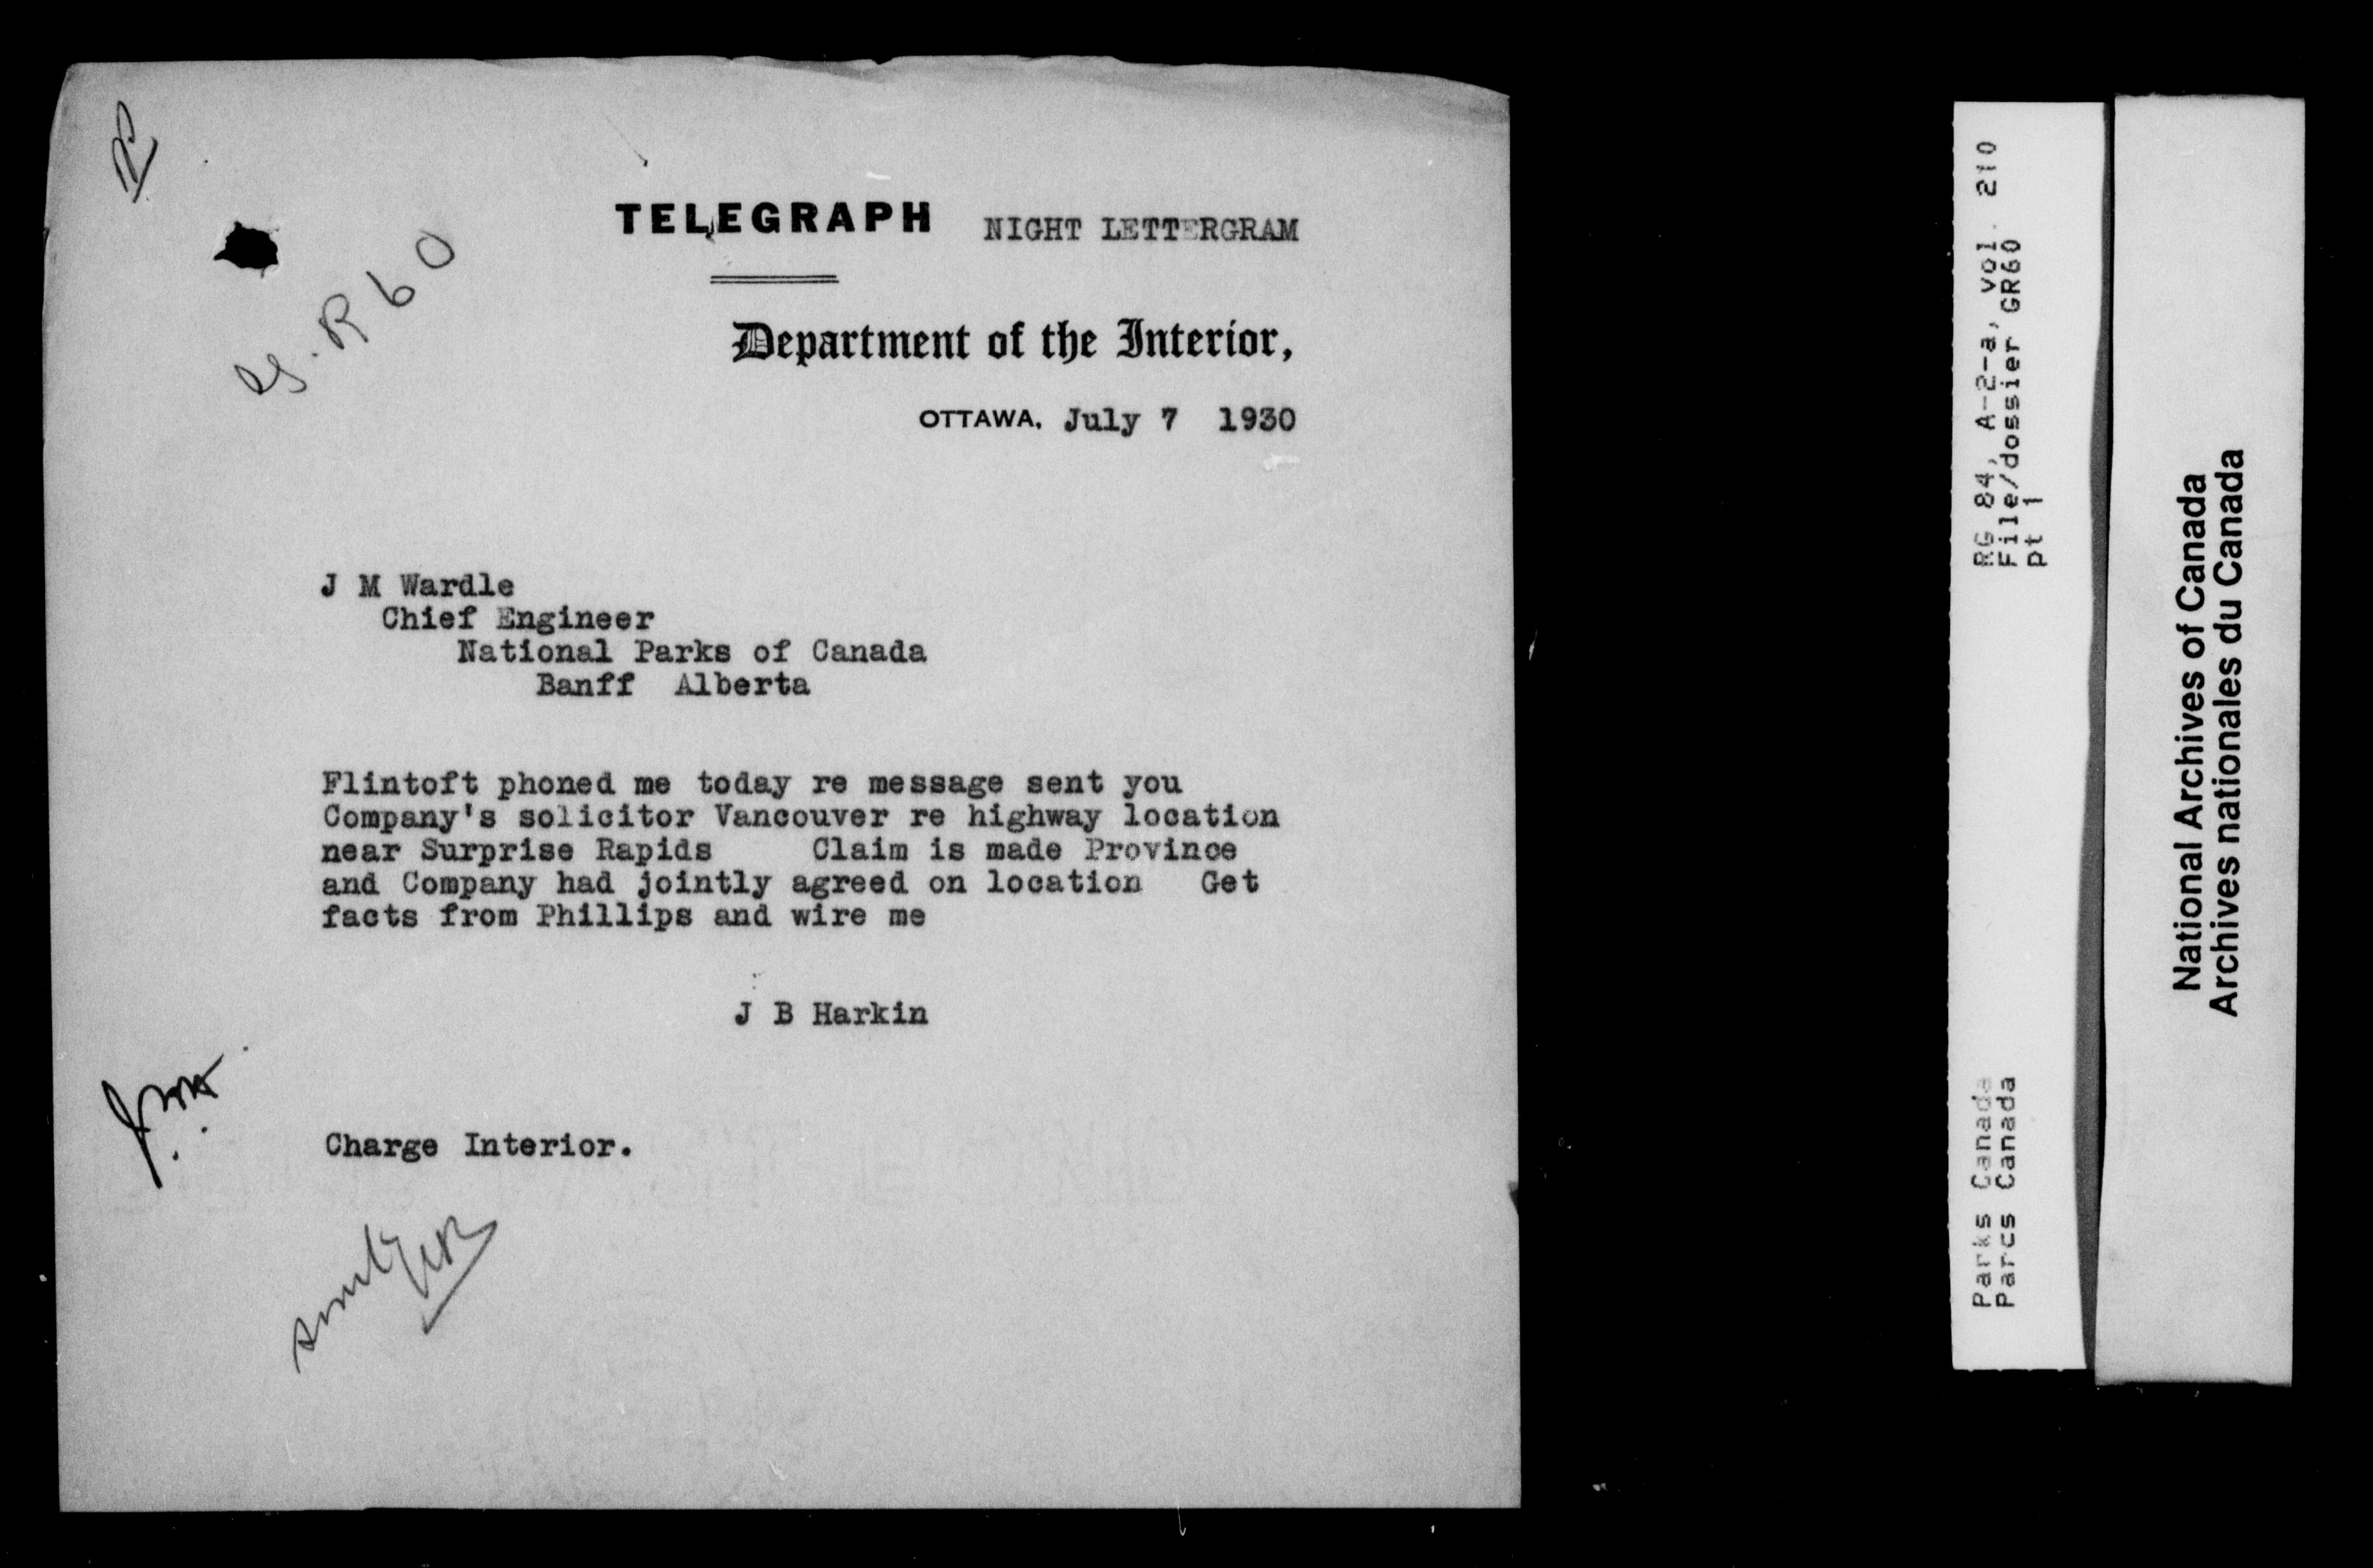 G.R 60
TELEGRAPH NIGHT LETTERGRAM
Department of the Interior,
OTTAWA, July 7 1930
J M Wardle
Chief Engineer
National Parks of Canada
Banff Alberta
Flintoft phoned me today re message sent you
Company's solicitor Vancouver re highway location
near Surprise Rapids Claim is made Province
and Company had jointly agreed on location Get
facts from Phillips and wire me
J B Harkin
Charge Interior.
RG 84, A-2-a, vol. 210
File/dossier GR60
pt 1
Parks Canada
Parcs Canada
National Archives of Canada
Archives nationales du Canada